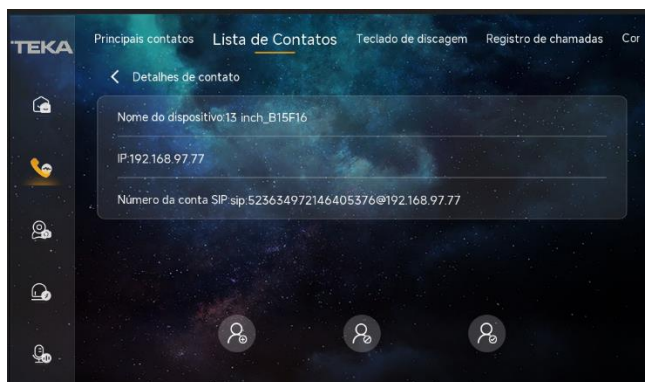 TEKA
Principais contatos Lista de Contatos Teclado de discagem Registro de chamadas Cor
Detalhes de contato
Nome do dispositivo:13 inch_B15F16
IP:192.168.97.77
Número da conta SIP:sip:523634972146405376@192.168.97.77